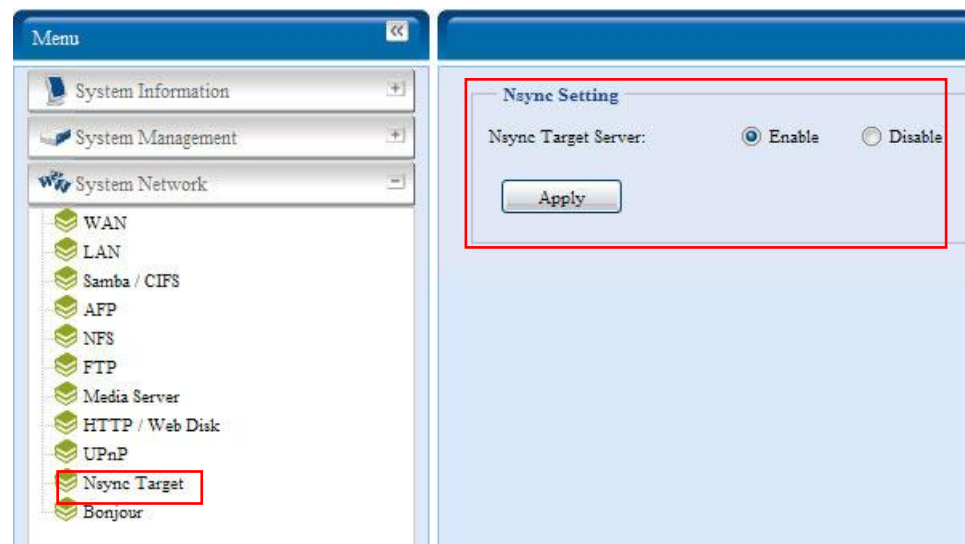 Menu
System Information
System Management
System Network
WAN
LAN
Samba / CIFS
AFP
NFS
FTP
Media Server
HTTP / Web Disk
UPnP
Nsync Target
Bonjour
Nsync Setting
Nsync Target Server: Enable Disable
Apply